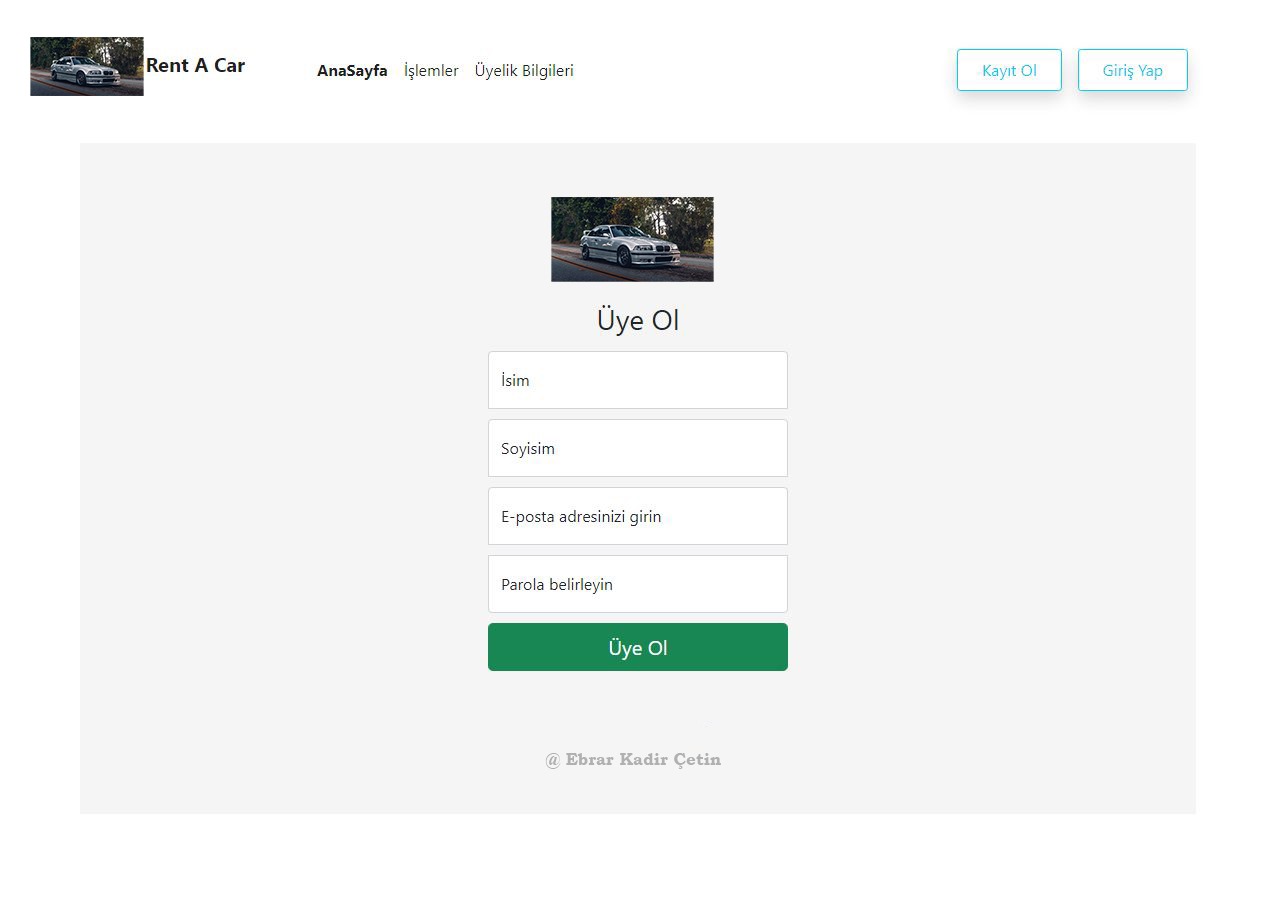 Rent A Car
AnaSayfa İşlemler Üyelik Bilgileri
Kayıt Ol
Giriş Yap
Üye Ol
İsim
Soyisim
E-posta adresinizi girin
Parola belirleyin
Üye Ol
@ Ebrar Kadir Çetin